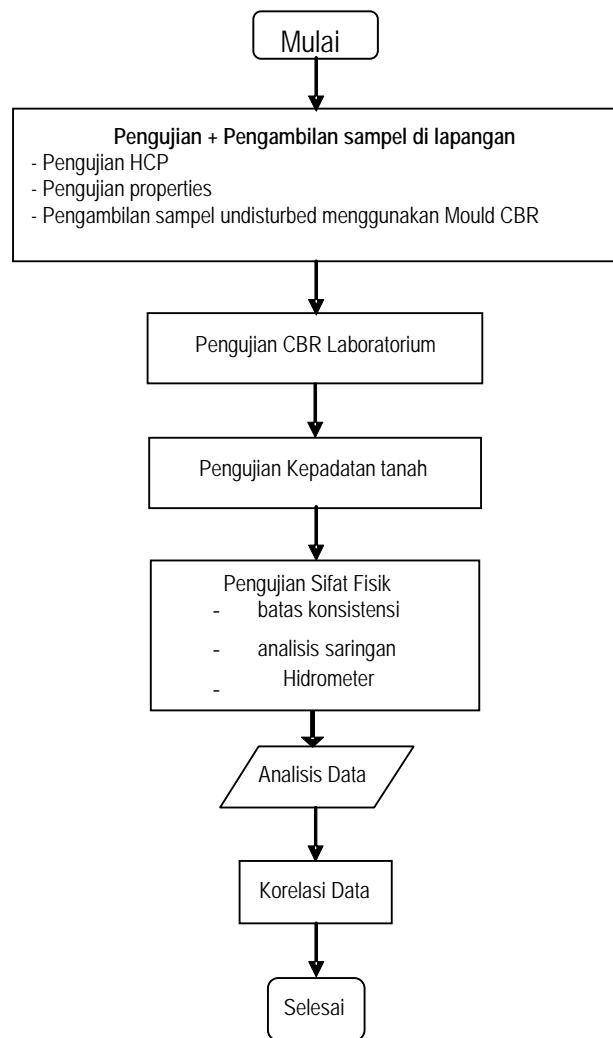 Mulai
Pengujian + Pengambilan sampel di lapangan
- Pengujian HCP
- Pengujian properties
- Pengambilan sampel undisturbed menggunakan Mould CBR
Pengujian CBR Laboratorium
Pengujian Kepadatan tanah
Pengujian Sifat Fisik
- batas konsistensi
- analisis saringan
- Hidrometer
Analisis Data
Korelasi Data
Selesai